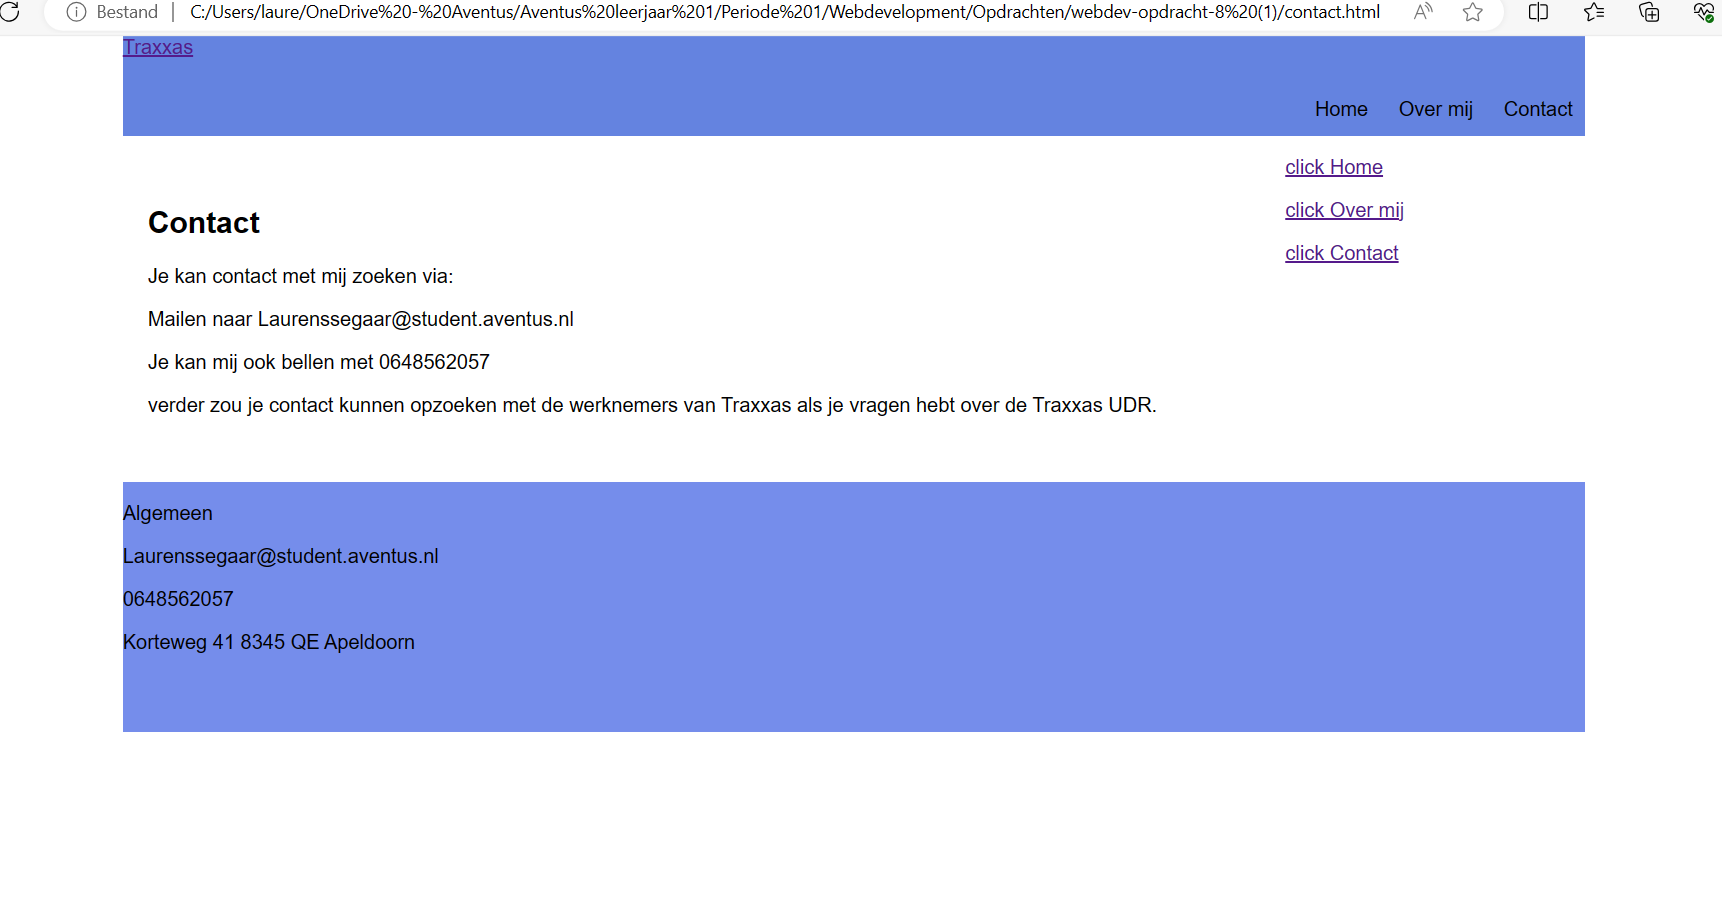 Bestand | C:/Users/laure/OneDrive%20-%20Aventus/Aventus%20leerjaar%201/Periode%201/Webdevelopment/Opdrachten/webdev-opdracht-8%20(1)/contact.html
Traxxas
Home Over mij Contact
click Home
click Over mij
click Contact
Contact
Je kan contact met mij zoeken via:
Mailen naar Laurenssegaar@student.aventus.nl
Je kan mij ook bellen met 0648562057
verder zou je contact kunnen opzoeken met de werknemers van Traxxas als je vragen hebt over de Traxxas UDR.
Algemeen
Laurenssegaar@student.aventus.nl
0648562057
Korteweg 41 8345 QE Apeldoorn